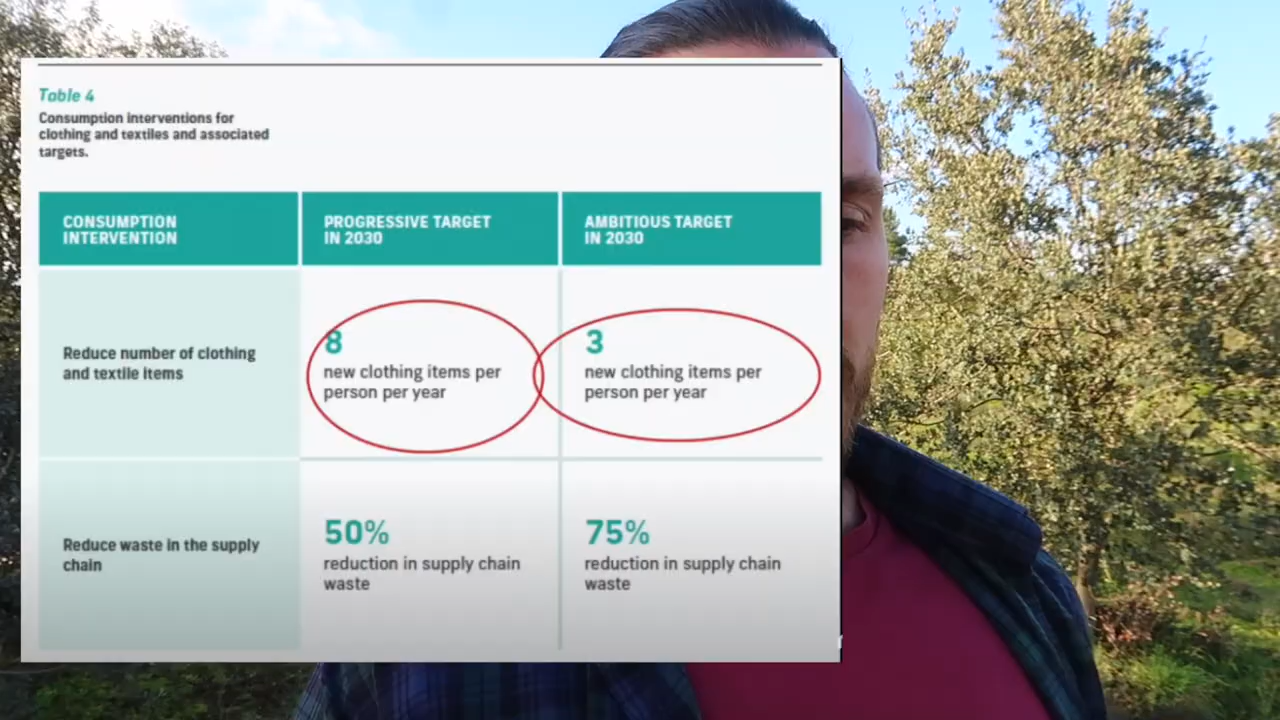 Table 4
Consumption interventions for
clothing and textiles and associated
targets.
CONSUMPTION
INTERVENTION
PROGRESSIVE TARGET
IN 2030
AMBITIOUS TARGET
IN 2030
Reduce number of clothing
and textile items
8
new clothing items per
person per year
3
new clothing items per
person per year
Reduce waste in the supply
chain
50%
reduction in supply chain
waste
75%
reduction in supply chain
waste